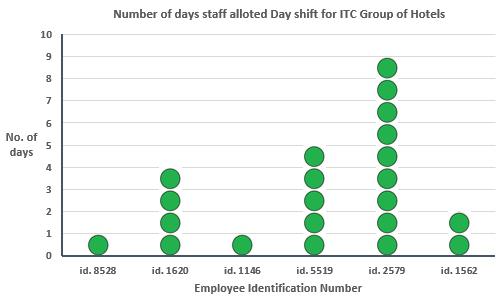 Number of days staff alloted Day shift for ITC Group of Hotels
10
9
8
7
6
5
4
3
2
1
0
No. of
days
id. 8528 id. 1620 id. 1146 id. 5519 id. 2579 id. 1562
Employee Identification Number